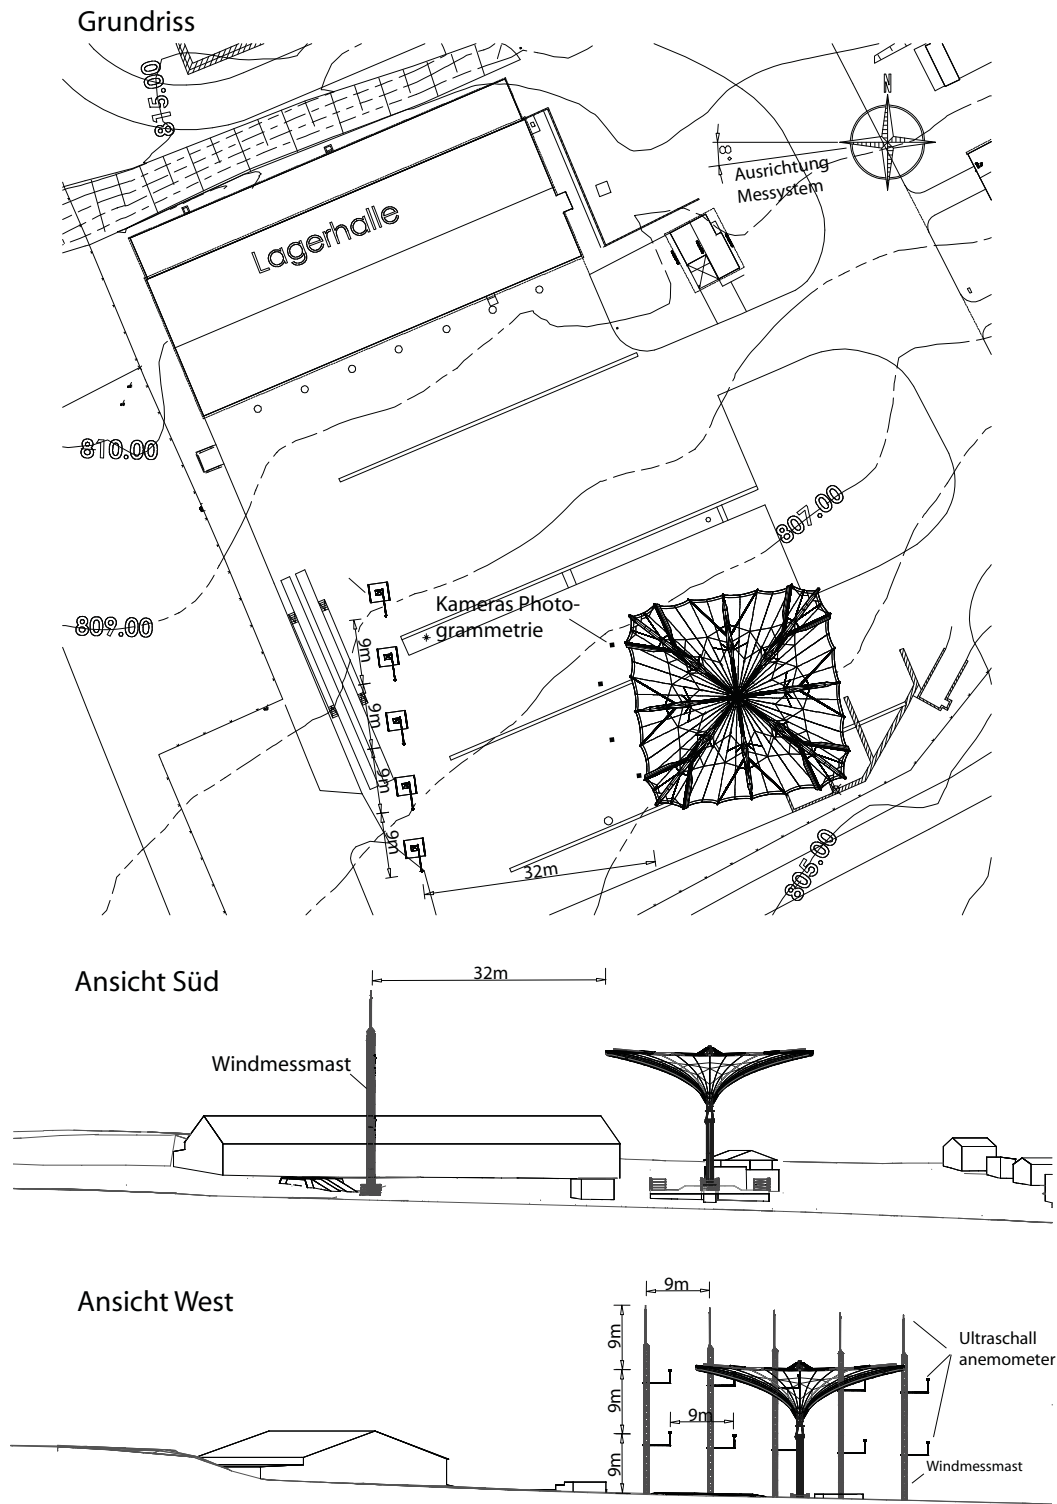 Grundriss
815.00
N
8°
Ausrichtung
Messystem
Lagerhalle
810.00
807.00
809.00
Kameras Photo-
grammetrie
9m
9m
9m
9m
32m
805.00
Ansicht Süd
32m
Windmessmast
Ansicht West
9m
9m
9m
9m
9m
Ultraschall
anemometer
Windmessmast